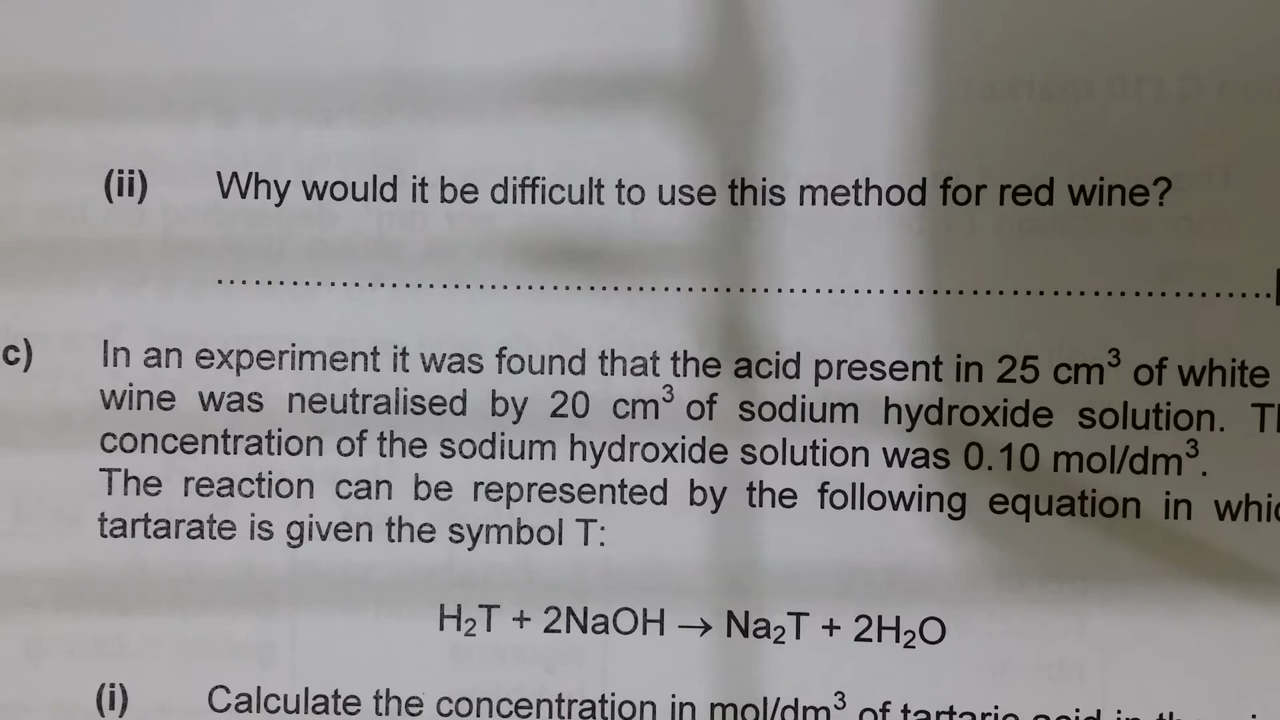 (ii) Why would it be difficult to use this method for red wine?
................................................................................
c) In an experiment it was found that the acid present in 25 cm³ of white
wine was neutralised by 20 cm³ of sodium hydroxide solution.
concentration of the sodium hydroxide solution was 0.10 mol/dm³.
The reaction can be represented by the following equation in
tartarate is given the symbol T:
H₂T + 2NaOH → Na₂T + 2H₂O
(i) Calculate the concentration in mol/dm³ of tartaric acid in